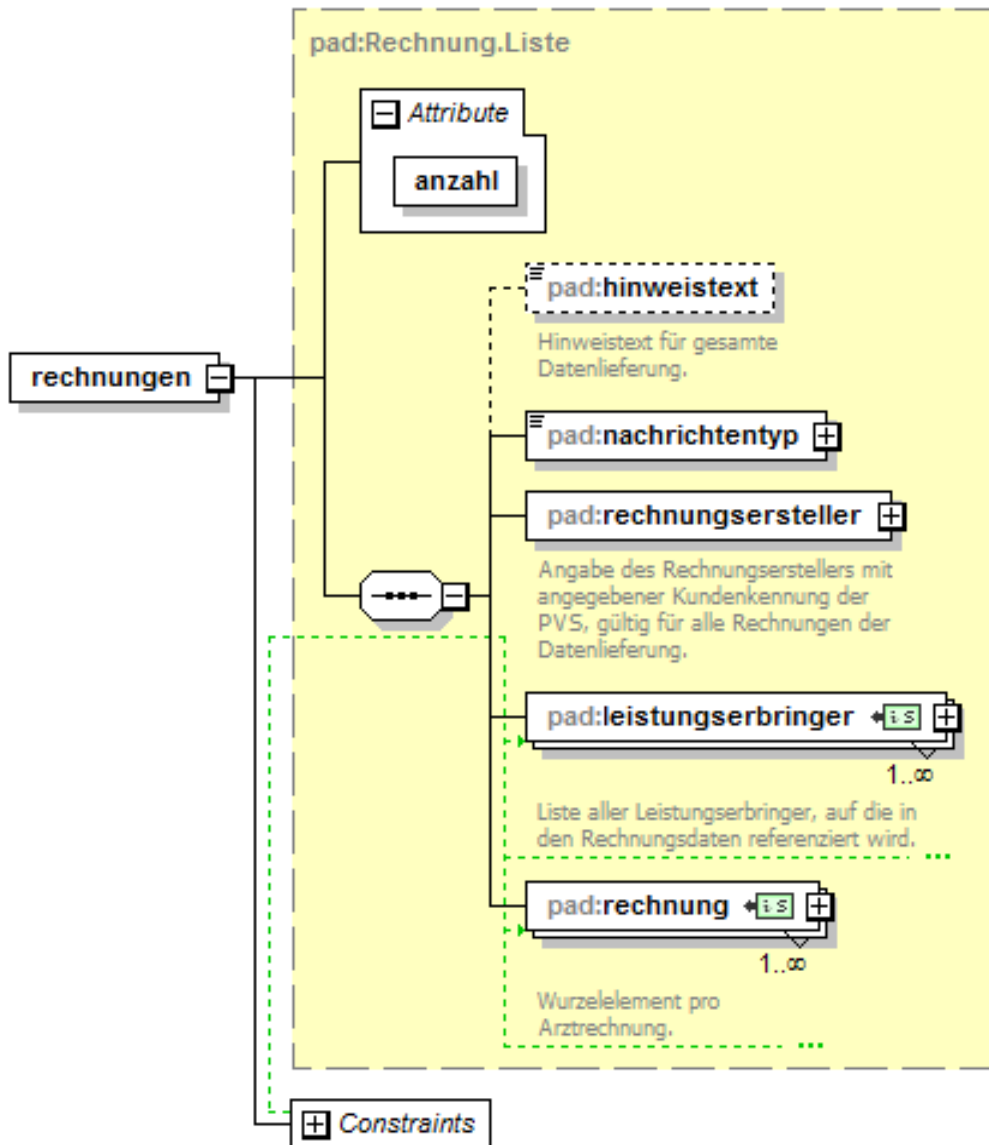 pad:Rechnung.Liste
Attribute
anzahl
pad:hinweistext
Hinweistext für gesamte
Datenlieferung.
rechnungen
pad:nachrichtentyp
pad:rechnungsersteller
Angabe des Rechnungserstellers mit
angegebener Kundenkennung der
PVS, gültig für alle Rechnungen der
Datenlieferung.
pad:leistungserbringer iS
1..∞
Liste aller Leistungserbringer, auf die in
den Rechnungsdaten referenziert wird.
pad:rechnung iS
1..∞
Wurzelelement pro
Arztrechnung.
Constraints